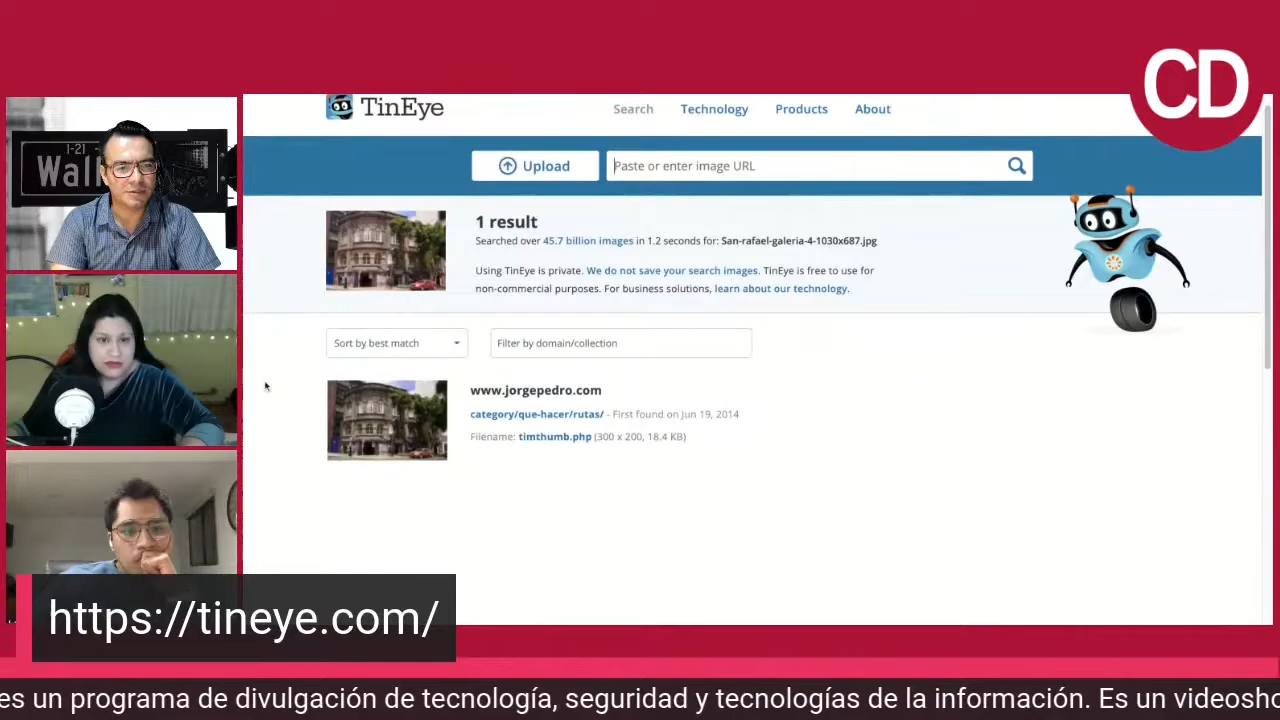 CD
1-21
Wall
TinEye
Search
Technology
Products
About
Upload
Paste or enter image URL
1 result
Searched over 45.7 billion images in 1.2 seconds for: San-rafael-galeria-4-1030x687.jpg
Using TinEye is private. We do not save your search images. TinEye is free to use for
non-commercial purposes. For business solutions, learn about our technology.
Sort by best match
Filter by domain/collection
www.jorgepedro.com
category/que-hacer/rutas/ - First found on Jun 19, 2014
Filename: timthumb.php (300 x 200, 18.4 KB)
https://tineye.com/
es un programa de divulgación de tecnología, seguridad y tecnologías de la información. Es un videosho